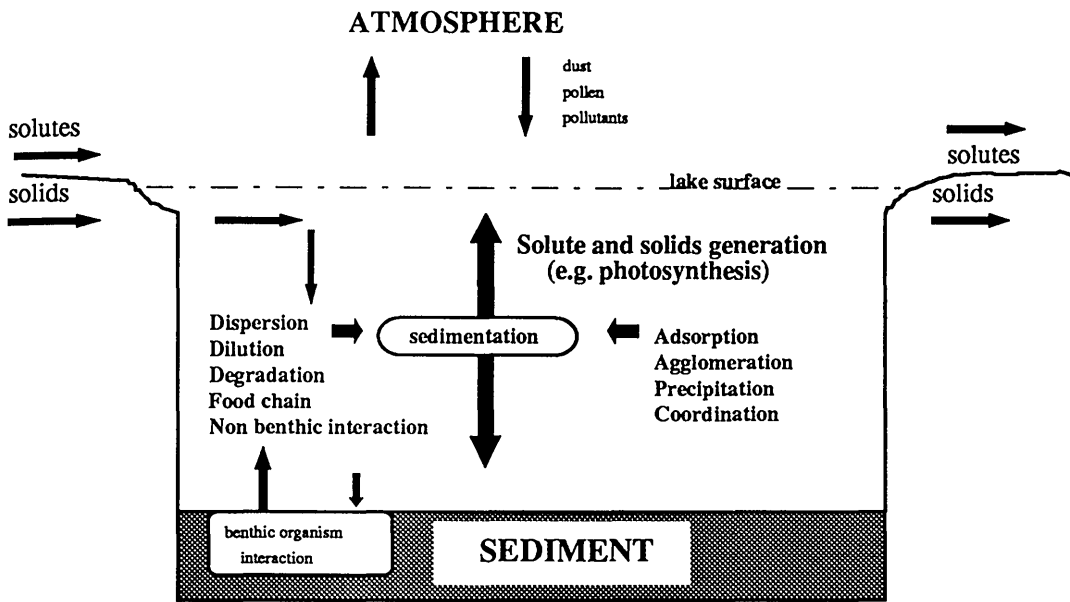 ATMOSPHERE
dust
pollen
pollutants
solutes
solids
lake surface
solutes
solids
Solute and solids generation
(e.g. photosynthesis)
Dispersion
Dilution
Degradation
Food chain
Non benthic interaction
sedimentation
Adsorption
Agglomeration
Precipitation
Coordination
benthic organism
interaction
SEDIMENT